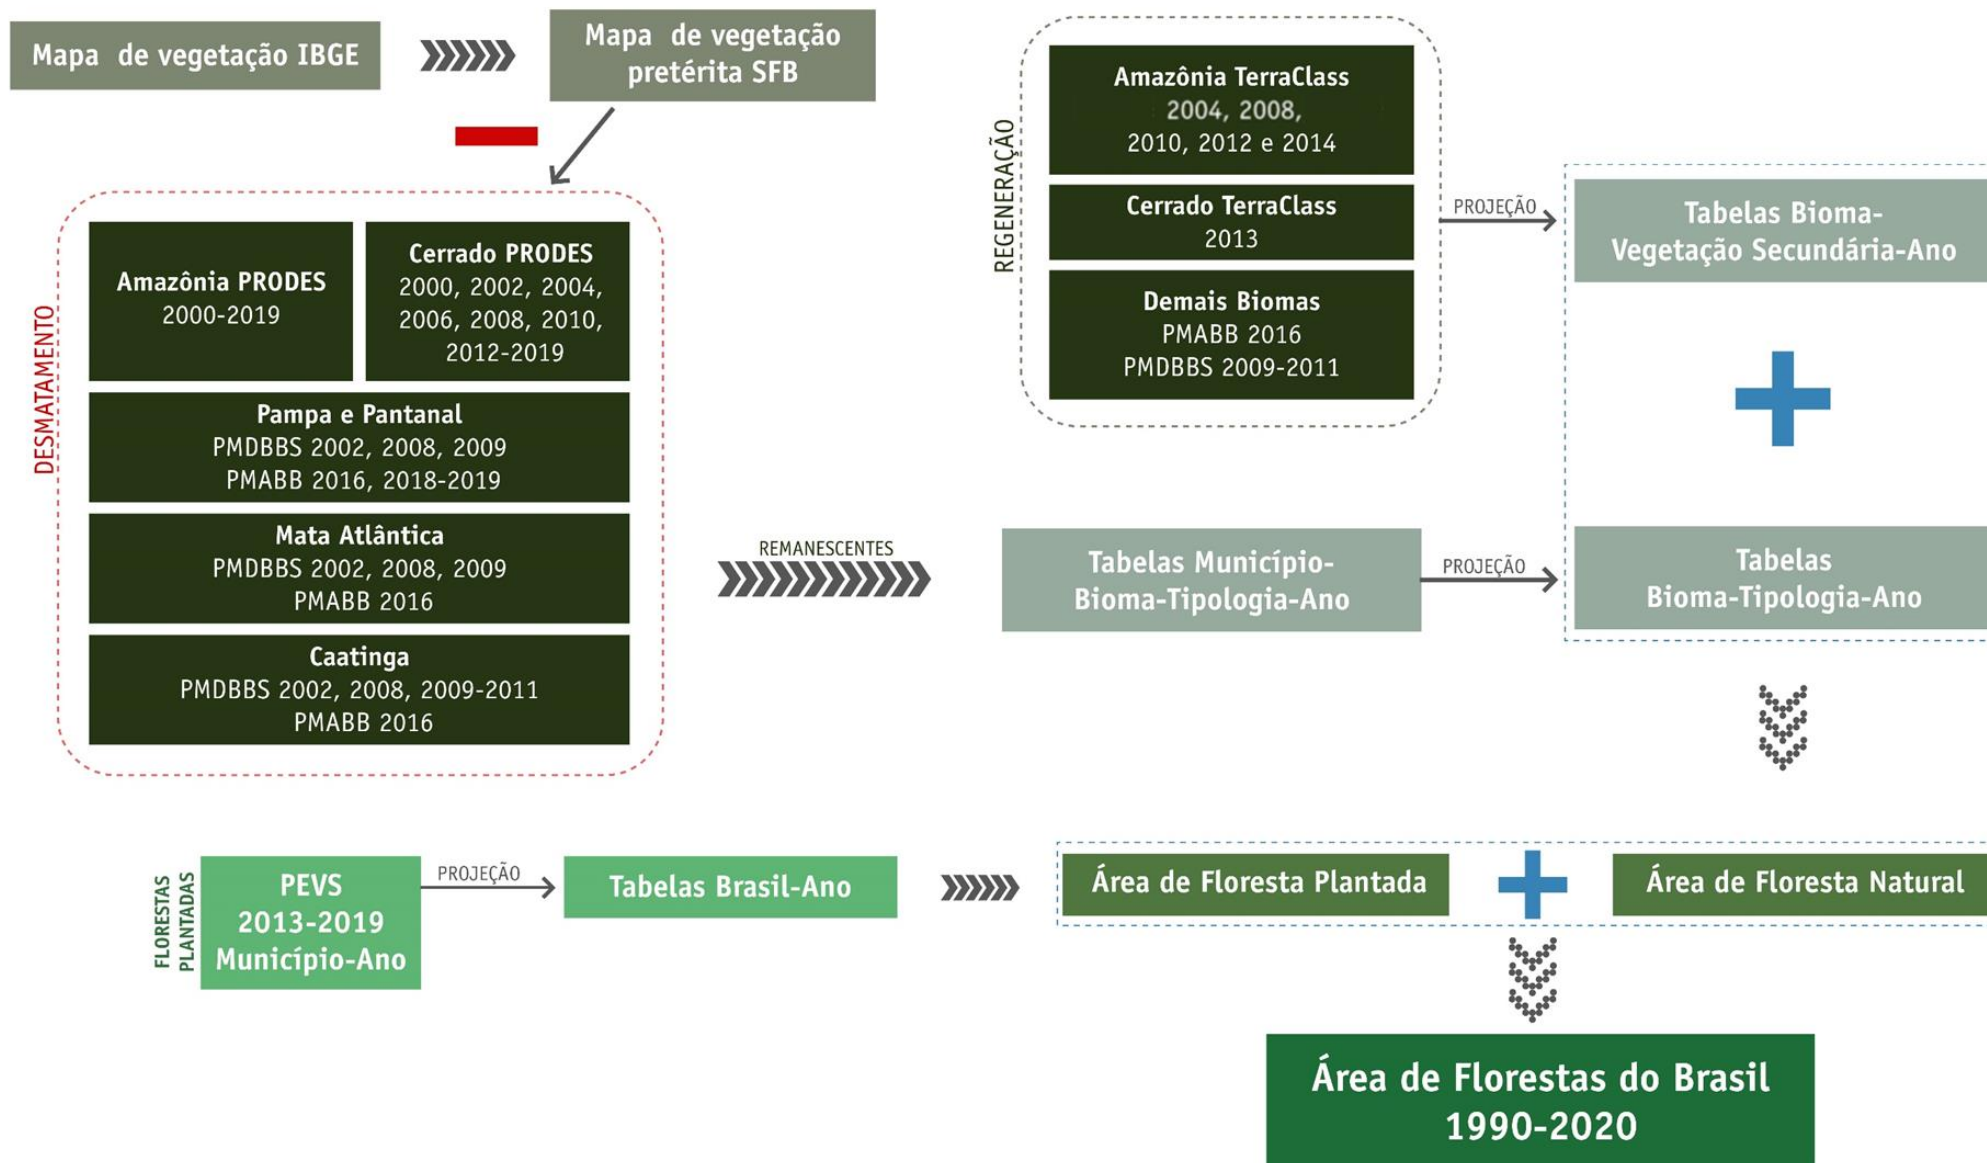 Mapa de vegetação IBGE
Mapa de vegetação
pretérita SFB
DESMATAMENTO
Amazônia PRODES
2000-2019
Cerrado PRODES
2000, 2002, 2004,
2006, 2008, 2010,
2012-2019
Pampa e Pantanal
PMDBBS 2002, 2008, 2009
PMABB 2016, 2018-2019
Mata Atlântica
PMDBBS 2002, 2008, 2009
PMABB 2016
Caatinga
PMDBBS 2002, 2008, 2009-2011
PMABB 2016
REGENERAÇÃO
Amazônia TerraClass
2004, 2008,
2010, 2012 e 2014
Cerrado TerraClass
2013
Demais Biomas
PMABB 2016
PMDBBS 2009-2011
PROJEÇÃO
Tabelas Bioma-
Vegetação Secundária-Ano
REMANESCENTES
Tabelas Município-
Bioma-Tipologia-Ano
PROJEÇÃO
Tabelas
Bioma-Tipologia-Ano
FLORESTAS
PLANTADAS
PEVS
2013-2019
Município-Ano
PROJEÇÃO
Tabelas Brasil-Ano
Área de Floresta Plantada
Área de Floresta Natural
Área de Florestas do Brasil
1990-2020